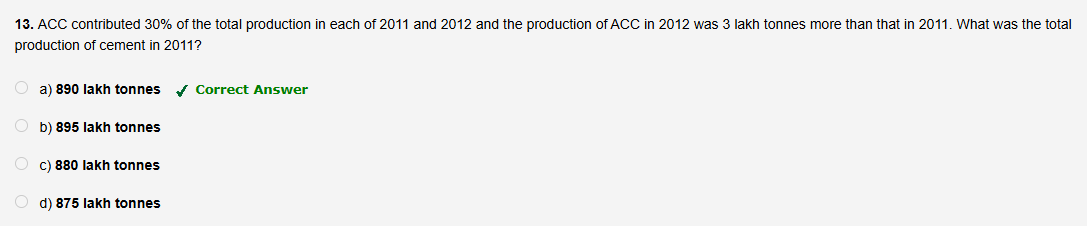 13. ACC contributed 30% of the total production in each of 2011 and 2012 and the production of ACC in 2012 was 3 lakh tonnes more than that in 2011. What was the total
production of cement in 2011?
a) 890 lakh tonnes ✓ Correct Answer
b) 895 lakh tonnes
c) 880 lakh tonnes
d) 875 lakh tonnes